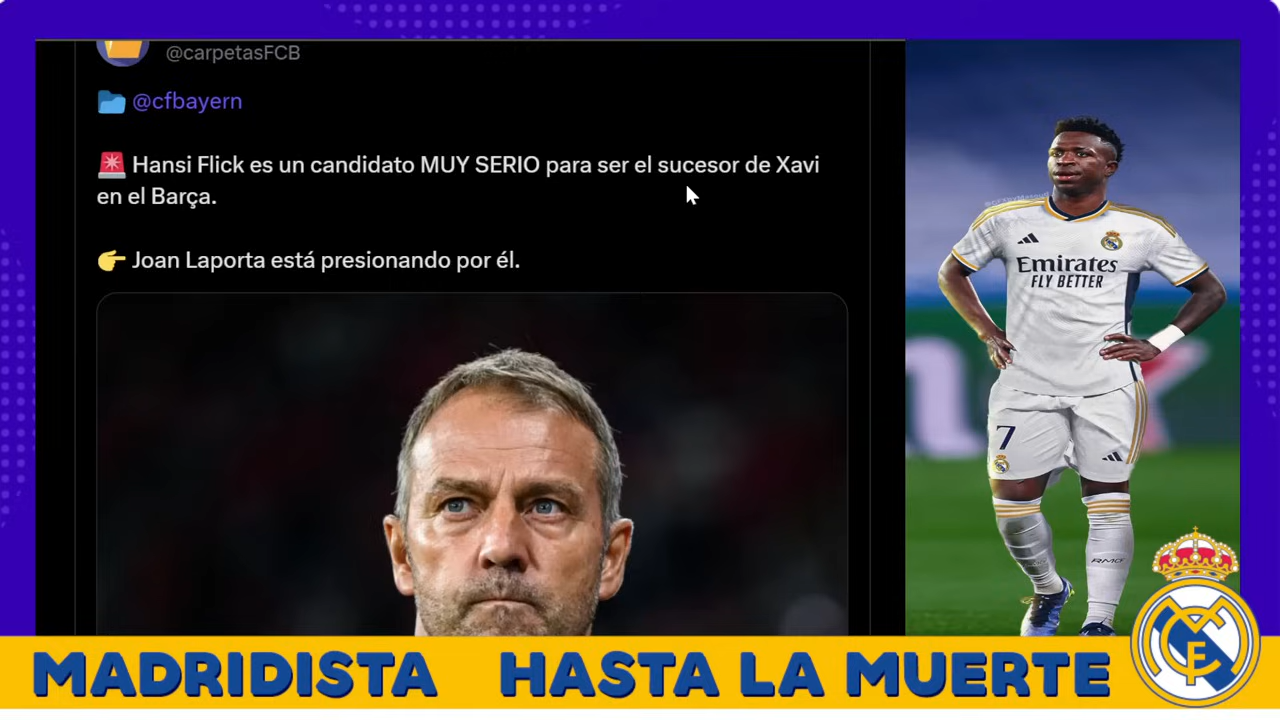 @carpetasFCB
@cfbayern
Hansi Flick es un candidato MUY SERIO para ser el sucesor de Xavi
en el Barça.
Joan Laporta está presionando por él.
Emirates
FLY BETTER
7
RMCF
MADRIDISTA HASTA LA MUERTE